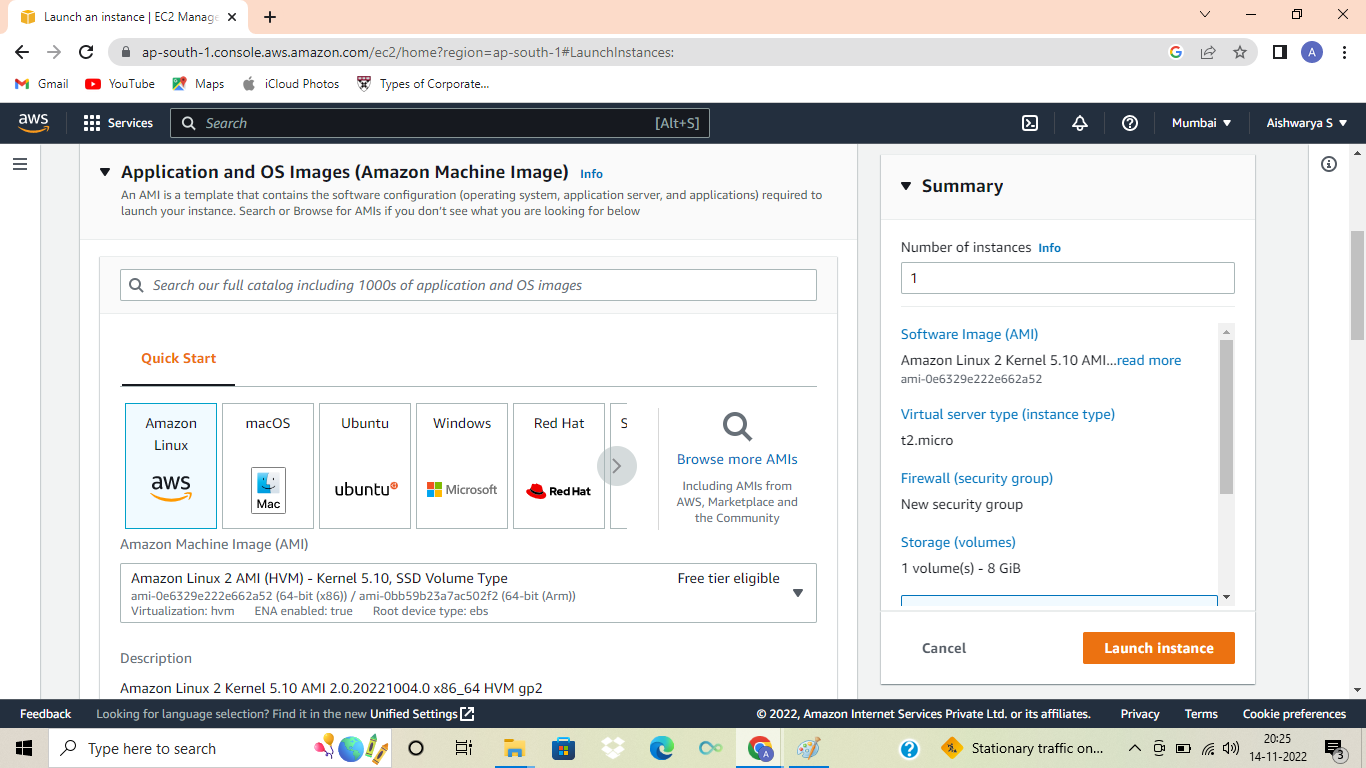 Launch an instance | EC2 Manage
ap-south-1.console.aws.amazon.com/ec2/home?region=ap-south-1#LaunchInstances:
A
Gmail
YouTube
Maps
iCloud Photos
Types of Corporate...
aws
Services
Search
[Alt+S]
Mumbai
Aishwarya S
Application and OS Images (Amazon Machine Image) Info
An AMI is a template that contains the software configuration (operating system, application server, and applications) required to
launch your instance. Search or Browse for AMIs if you don't see what you are looking for below
Search our full catalog including 1000s of application and OS images
Quick Start
Amazon
Linux
aws
macOS
Mac
Ubuntu
ubuntu
Windows
Microsoft
Red Hat
Red Hat
S
Browse more AMIs
Including AMIs from
AWS, Marketplace and
the Community
Amazon Machine Image (AMI)
Amazon Linux 2 AMI (HVM) - Kernel 5.10, SSD Volume Type
Free tier eligible
ami-0e6329e222e662a52 (64-bit (x86)) / ami-0bb59b23a7ac502f2 (64-bit (Arm))
Virtualization: hvm ENA enabled: true Root device type: ebs
Description
Amazon Linux 2 Kernel 5.10 AMI 2.0.20221004.0 x86_64 HVM gp2
Summary
Number of instances Info
1
Software Image (AMI)
Amazon Linux 2 Kernel 5.10 AMI...read more
ami-0e6329e222e662a52
Virtual server type (instance type)
t2.micro
Firewall (security group)
New security group
Storage (volumes)
1 volume(s) - 8 GiB
Cancel
Launch instance
Feedback
Looking for language selection? Find it in the new Unified Settings
© 2022, Amazon Internet Services Private Ltd. or its affiliates.
Privacy
Terms
Cookie preferences
Type here to search
A
Stationary traffic on...
20:25
14-11-2022
3